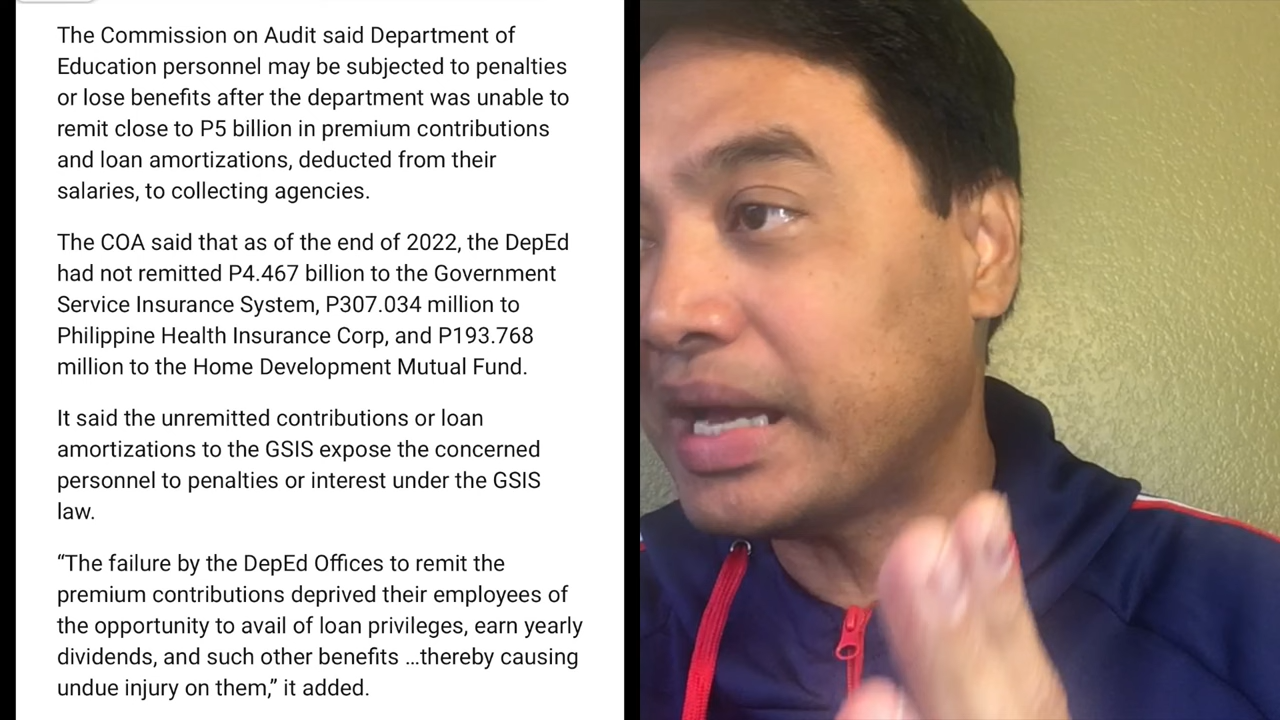 The Commission on Audit said Department of
Education personnel may be subjected to penalties
or lose benefits after the department was unable to
remit close to P5 billion in premium contributions
and loan amortizations, deducted from their
salaries, to collecting agencies.
The COA said that as of the end of 2022, the DepEd
had not remitted P4.467 billion to the Government
Service Insurance System, P307.034 million to
Philippine Health Insurance Corp, and P193.768
million to the Home Development Mutual Fund.
It said the unremitted contributions or loan
amortizations to the GSIS expose the concerned
personnel to penalties or interest under the GSIS
law.
“The failure by the DepEd Offices to remit the
premium contributions deprived their employees of
the opportunity to avail of loan privileges, earn yearly
dividends, and such other benefits …thereby causing
undue injury on them,” it added.